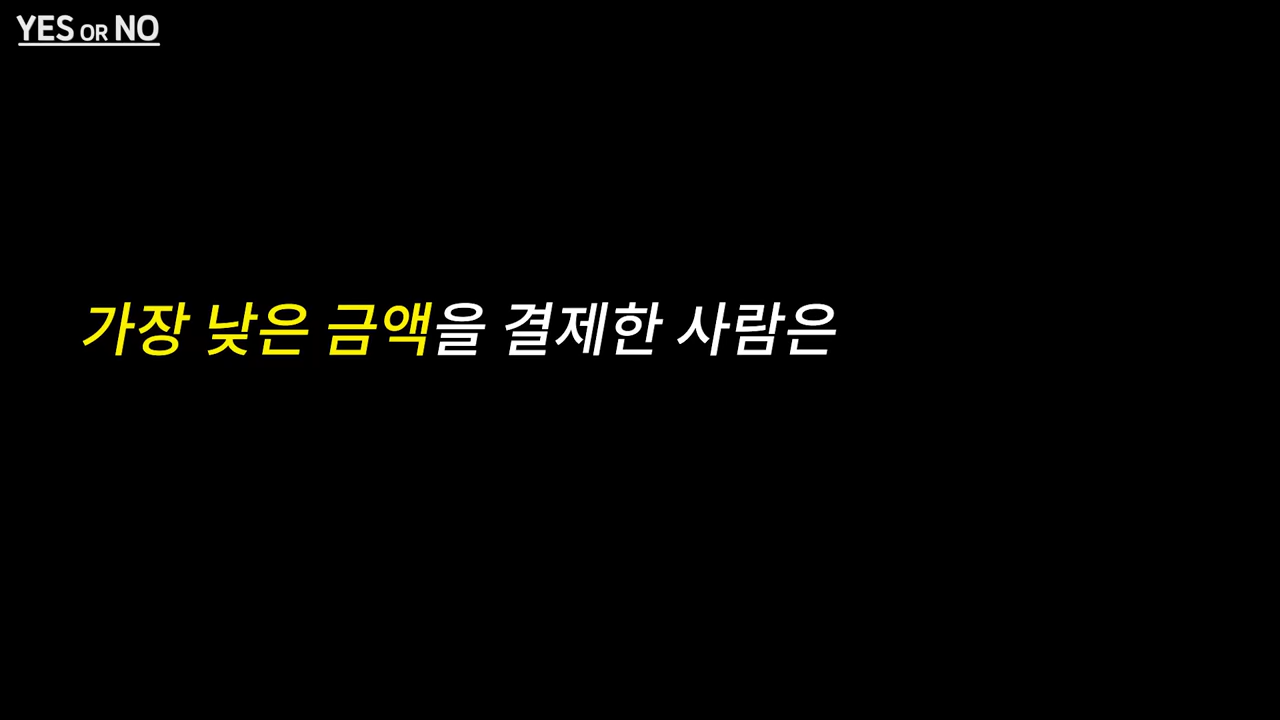 YES OR NO
가장 낮은 금액을 결제한 사람은